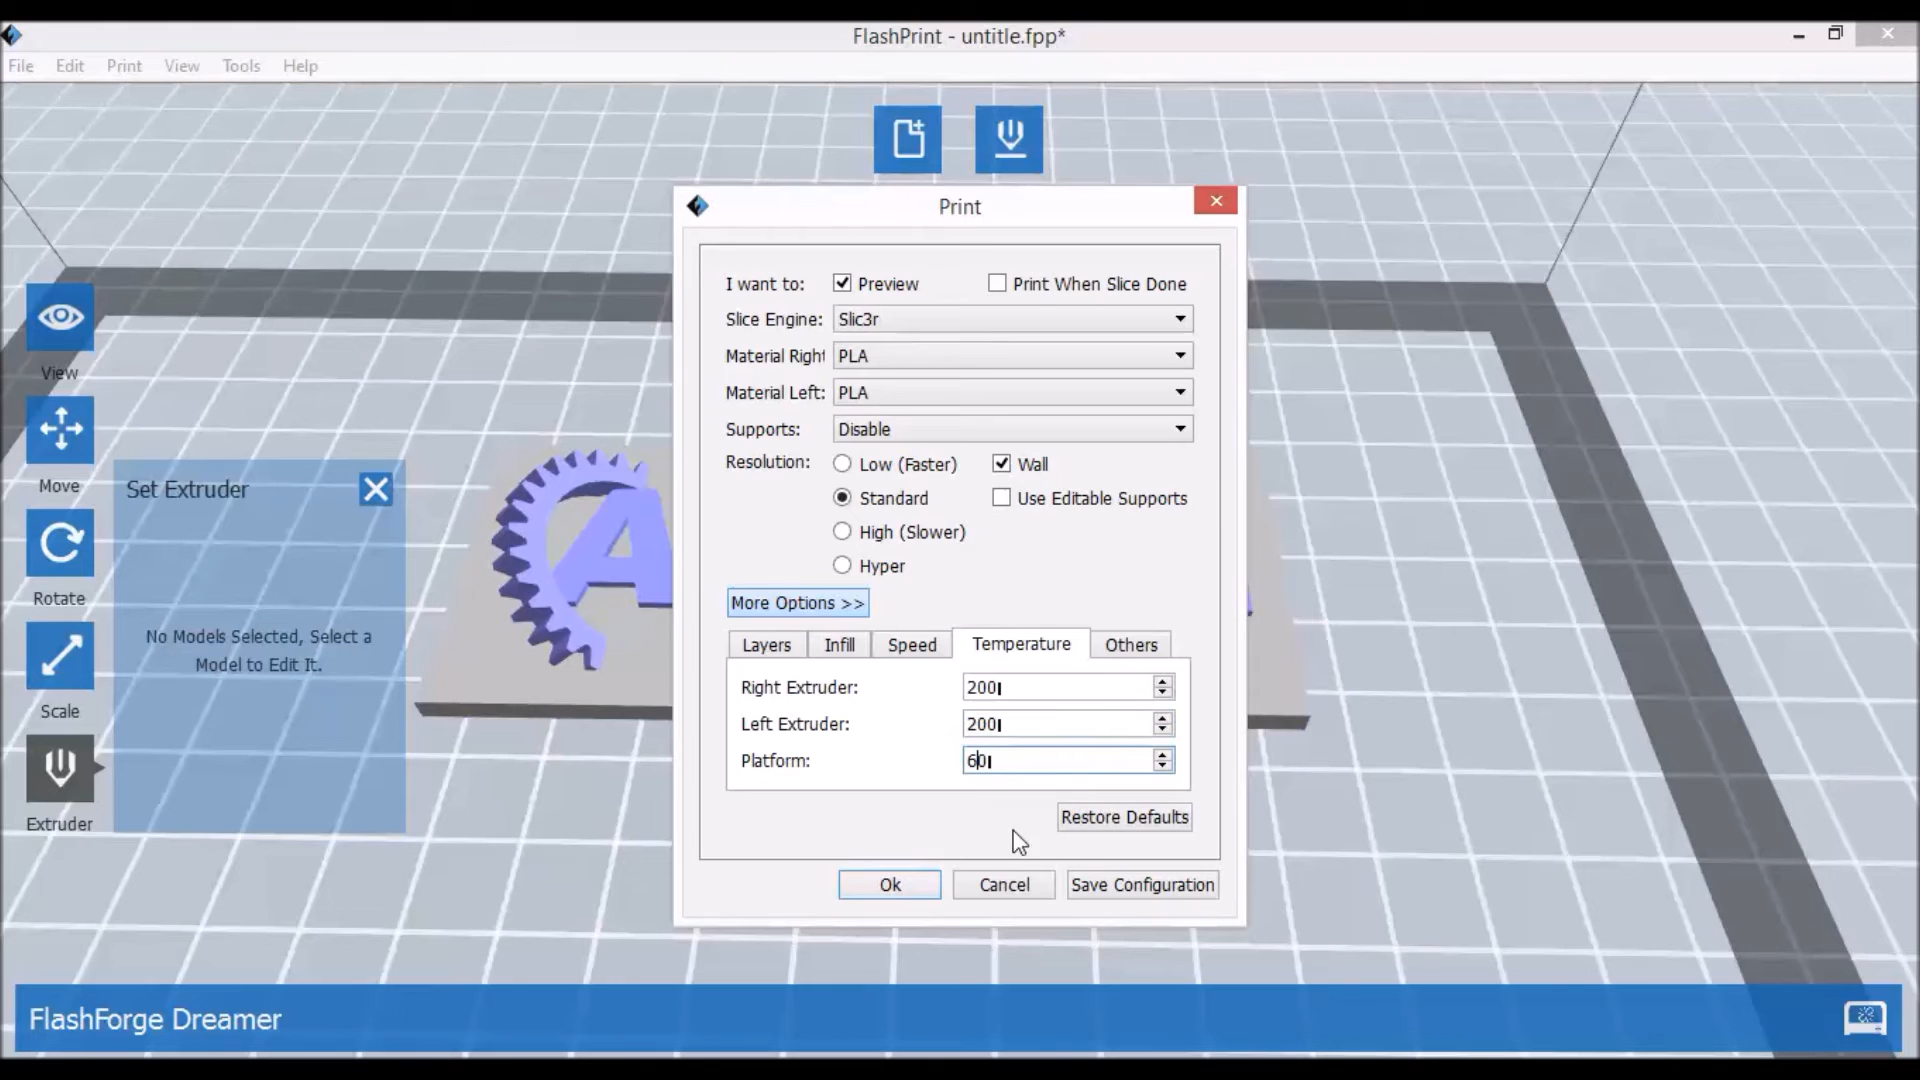 FlashPrint - untitle.fpp*
File Edit Print View Tools Help
Print
I want to: Preview Print When Slice Done
Slice Engine: Slic3r
Material Right PLA
Material Left: PLA
Supports: Disable
Resolution: Low (Faster) Wall
Standard Use Editable Supports
High (Slower)
Hyper
More Options >>
Layers Infill Speed Temperature Others
Right Extruder: 200
Left Extruder: 200
Platform: 60
Restore Defaults
Ok Cancel Save Configuration
View
Move
Rotate
Scale
Extruder
Set Extruder
No Models Selected, Select a
Model to Edit It.
A
FlashForge Dreamer